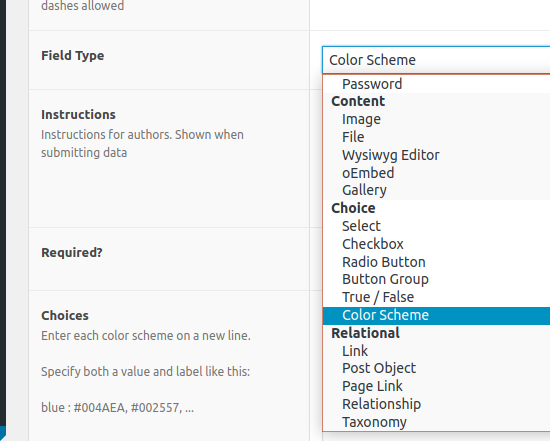 dashes allowed
Field Type
Color Scheme
Instructions
Instructions for authors. Shown when
submitting data
Required?
Choices
Enter each color scheme on a new line.
Specify both a value and label like this:
blue : #004AEA, #002557, ...
Password
Content
Image
File
Wysiwyg Editor
oEmbed
Gallery
Choice
Select
Checkbox
Radio Button
Button Group
True / False
Color Scheme
Relational
Link
Post Object
Page Link
Relationship
Taxonomy